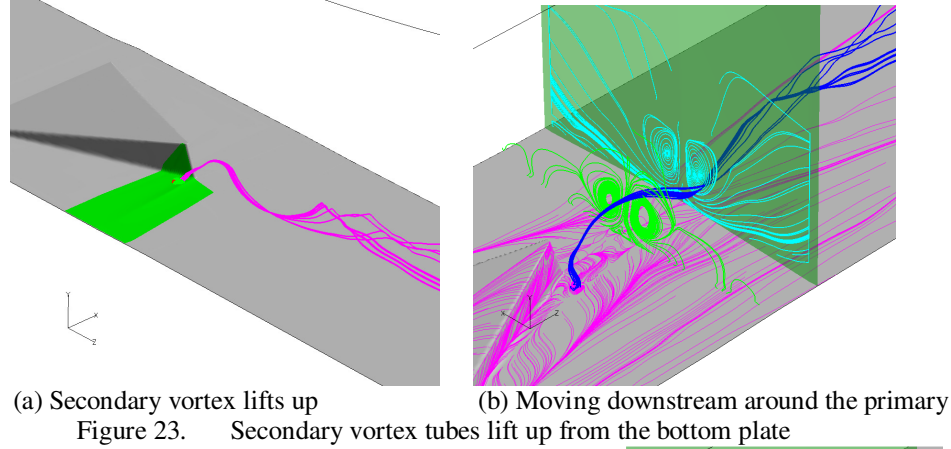 Y
X
Z
Y
X
Z
(a) Secondary vortex lifts up
(b) Moving downstream around the primary
Figure 23. Secondary vortex tubes lift up from the bottom plate